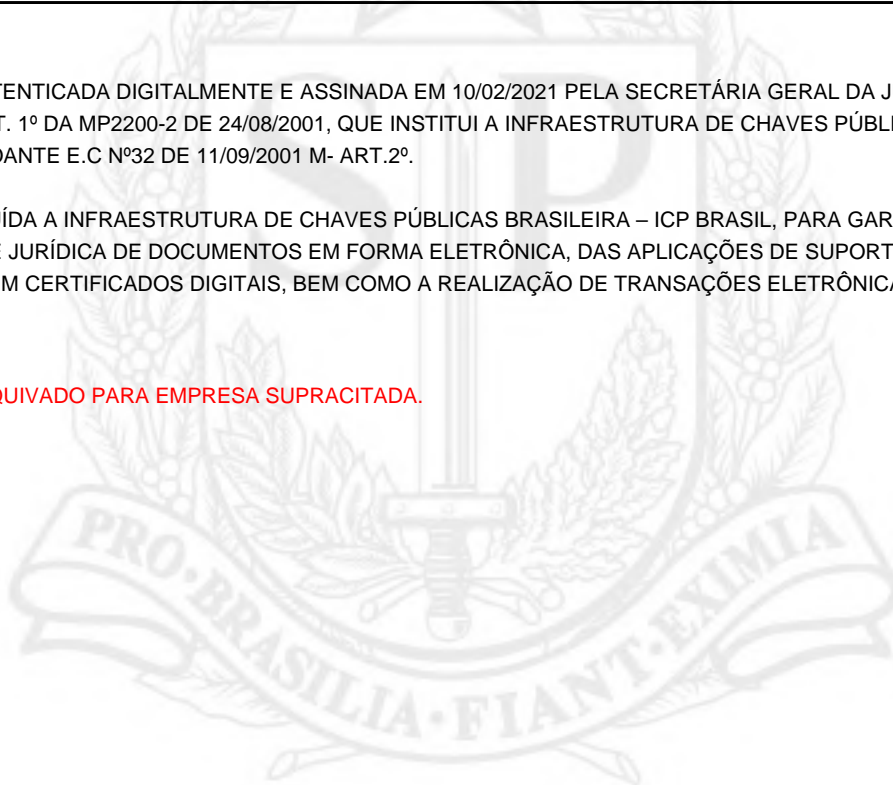 TENTICADA DIGITALMENTE E ASSINADA EM 10/02/2021 PELA SECRETÁRIA GERAL DA J
T. 1º DA MP2200-2 DE 24/08/2001, QUE INSTITUI A INFRAESTRUTURA DE CHAVES PÚBLI
DANTE E.C Nº32 DE 11/09/2001 M- ART.2º.
UÍDA A INFRAESTRUTURA DE CHAVES PÚBLICAS BRASILEIRA – ICP BRASIL, PARA GAR
E JURÍDICA DE DOCUMENTOS EM FORMA ELETRÔNICA, DAS APLICAÇÕES DE SUPORT
M CERTIFICADOS DIGITAIS, BEM COMO A REALIZAÇÃO DE TRANSAÇÕES ELETRÔNICA
QUIVADO PARA EMPRESA SUPRACITADA.
SP
PRO·BRASILIA·FIANT·EXIMIA